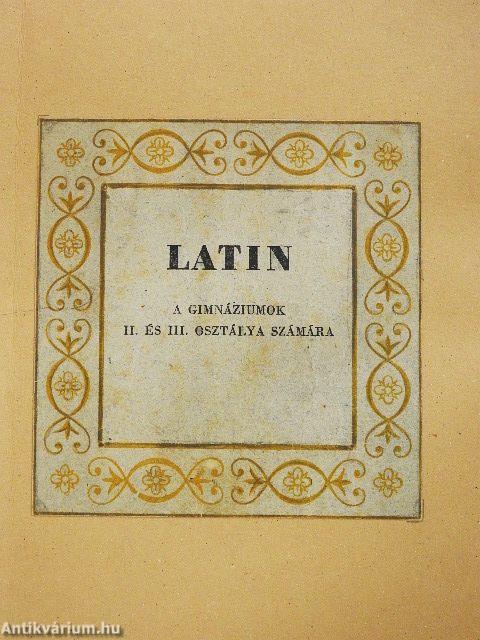 LATIN
A GIMNÁZIUMOK
II. ÉS III. OSZTÁLYA SZÁMÁRA
Antikvárium.hu